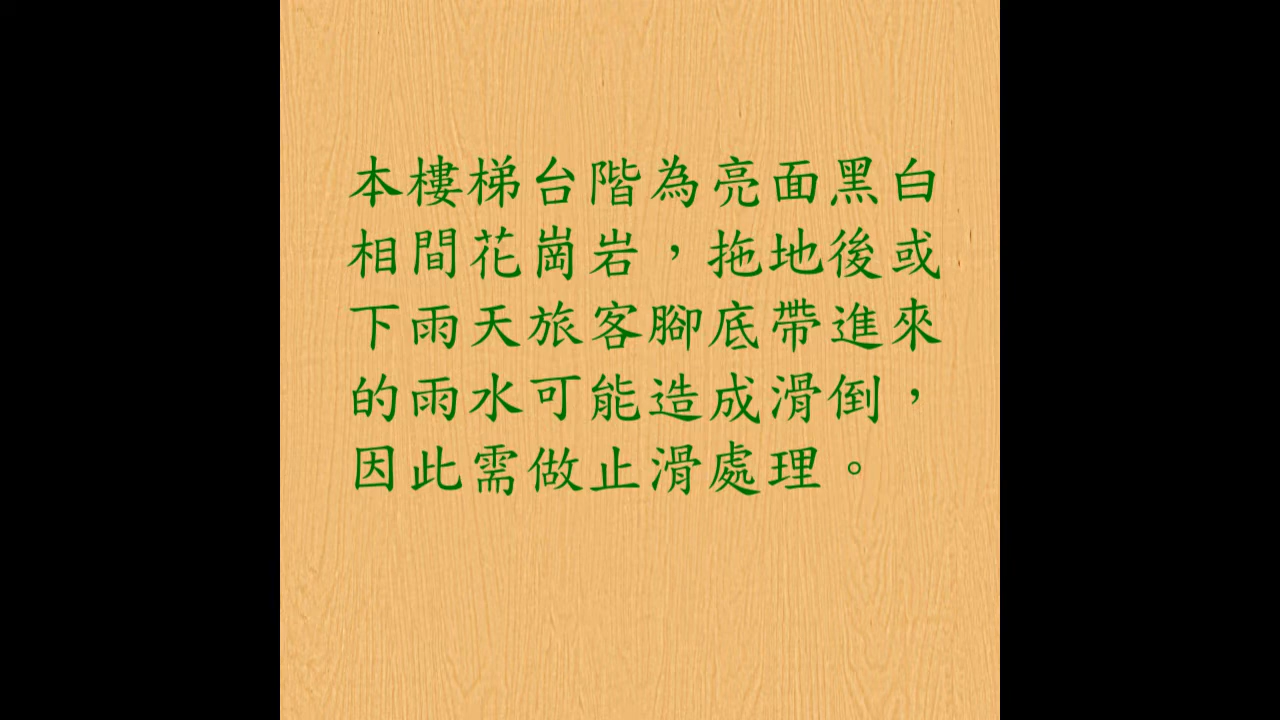 本樓梯台階為亮面黑白
相間花崗岩，拖地後或
下雨天旅客腳底帶進來
的雨水可能造成滑倒，
因此需做止滑處理。